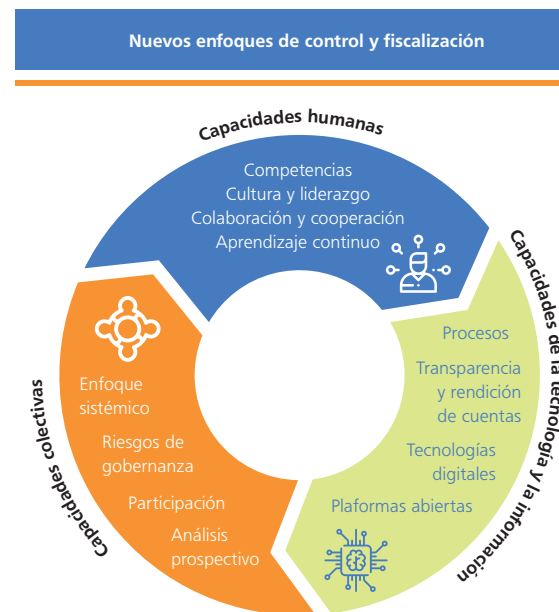 Nuevos enfoques de control y fiscalización
Capacidades humanas
Competencias
Cultura y liderazgo
Colaboración y cooperación
Aprendizaje continuo
Capacidades de la tecnología y la información
Procesos
Transparencia
y rendición
de cuentas
Tecnologías
digitales
Plaformas abiertas
Capacidades colectivas
Enfoque
sistémico
Riesgos de
gobernanza
Participación
Análisis
prospectivo